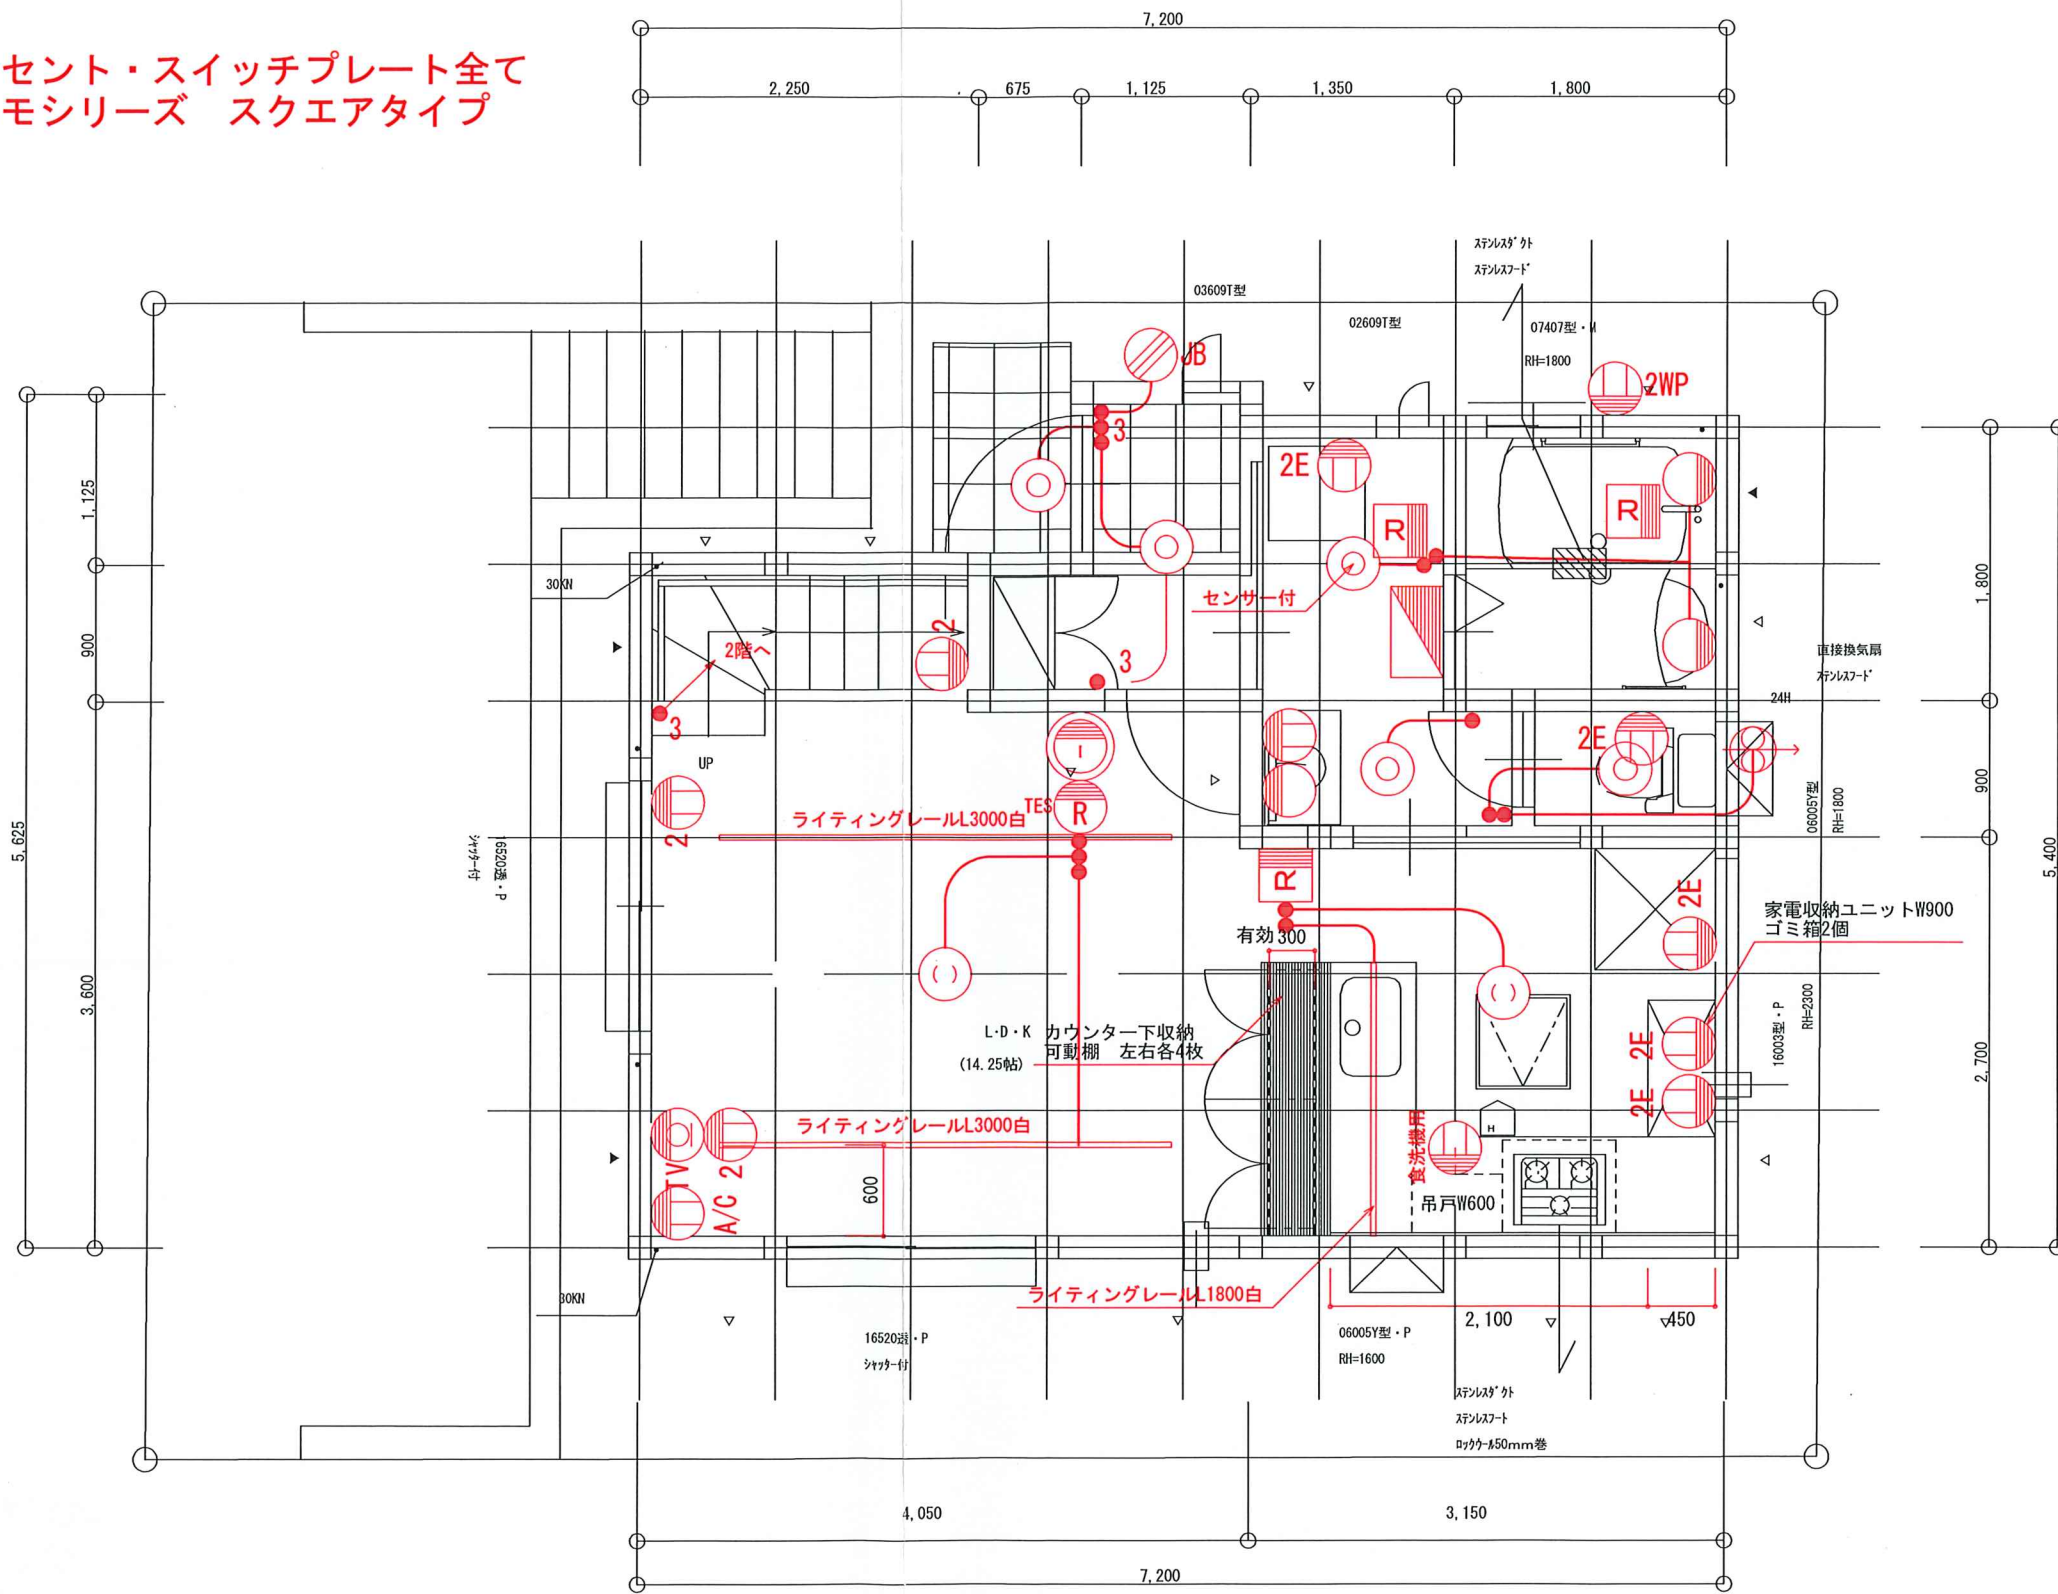 7,200
セント・スイッチプレート全て
モシリーズ　スクエアタイプ
2,250
675
1,125
1,350
1,800
ステンレスダクト
ステンレスフード
03609T型
02609T型
07407型・M
RH=1800
JB
2WP
3
2E
R
R
1,125
5,625
900
3,600
30KN
センサー付
2階へ
2
3
3
UP
2
1,800
直接換気扇
ステンレスフード
24H
2E
900
06005Y型
RH=1800
5,400
TES
R
ライティングレールL3000白
16520透・P
シャッター付
R
2E
家電収納ユニットW900
ゴミ箱2個
有効300
L・D・K
(14.25帖)
カウンター下収納
可動棚　左右各4枚
2E
2E
16003型・P
RH=2300
2,700
ライティングレールL3000白
TV
2
A/C
600
食洗機用
H
吊戸W600
ライティングレールL1800白
30KN
2,100
450
16520透・P
シャッター付
06005Y型・P
RH=1600
ステンレスダクト
ステンレスフート
ロックウール50mm巻
4,050
3,150
7,200